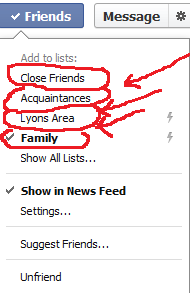 Friends
Message
Add to lists:
Close Friends
Acquaintances
Lyons Area
Family
Show All Lists...
Show in News Feed
Settings...
Suggest Friends...
Unfriend